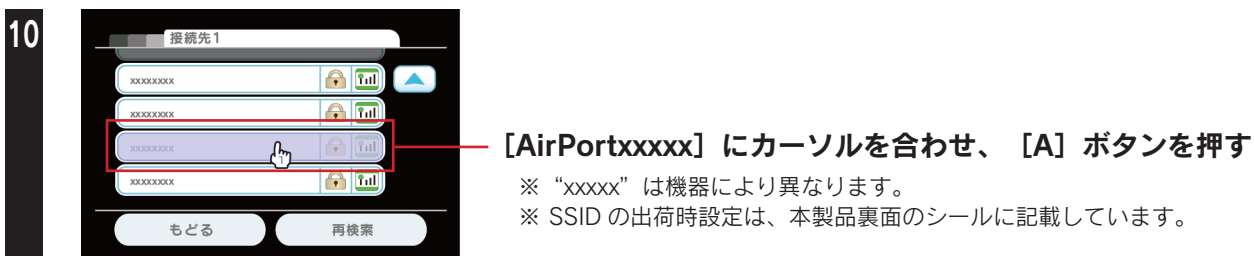 10
接続先1
xxxxxxxx
xxxxxxxx
xxxxxxxx
xxxxxxxx
もどる
再検索
［AirPortxxxxx］にカーソルを合わせ、［A］ボタンを押す
※“xxxxx”は機器により異なります。
※ SSID の出荷時設定は、本製品裏面のシールに記載しています。